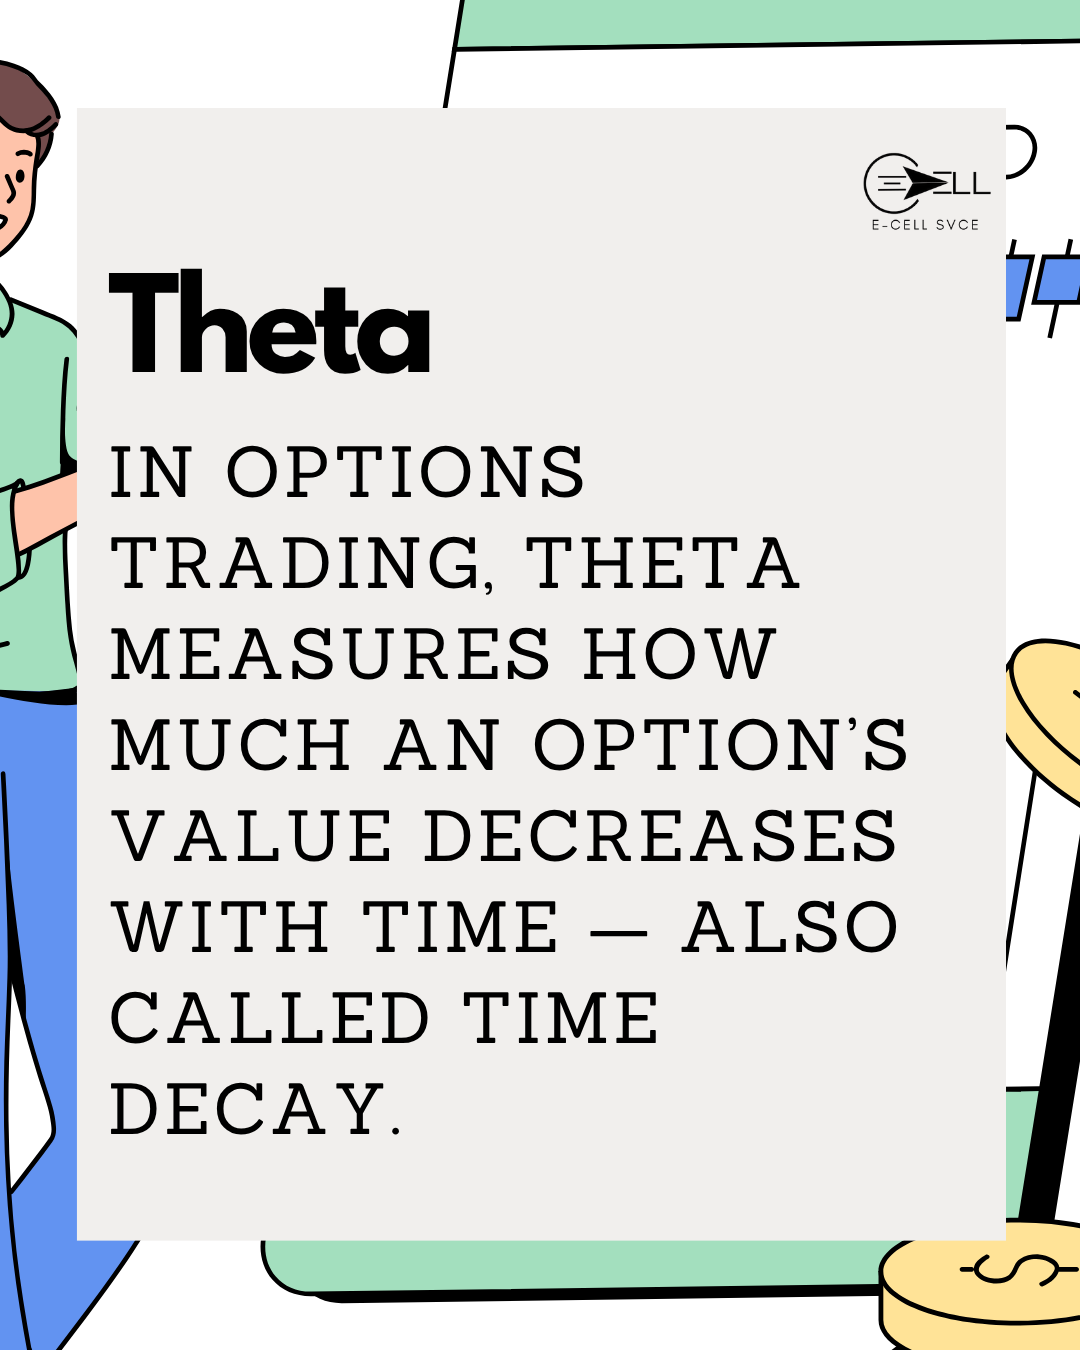 ELL
E-CELL SVCE
Theta
IN OPTIONS
TRADING, THETA
MEASURES HOW
MUCH AN OPTION’S
VALUE DECREASES
WITH TIME — ALSO
CALLED TIME
DECAY.